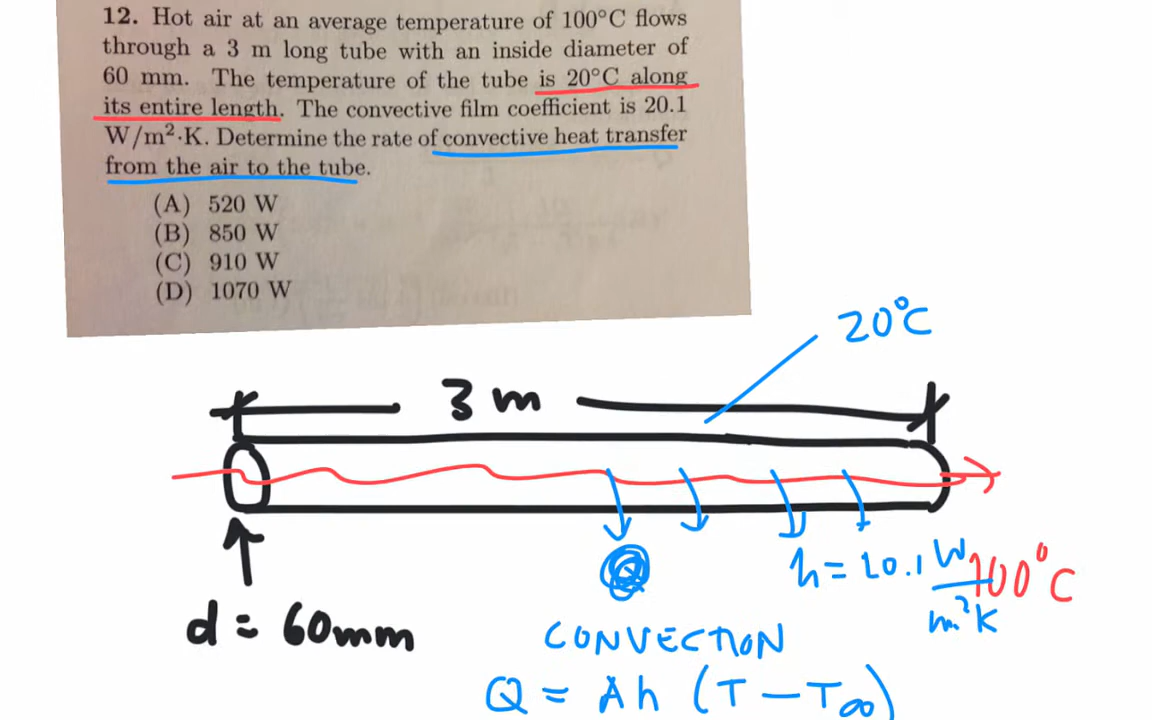 12. Hot air at an average temperature of 100°C flows
through a 3 m long tube with an inside diameter of
60 mm. The temperature of the tube is 20°C along
its entire length. The convective film coefficient is 20.1
W/m²·K. Determine the rate of convective heat transfer
from the air to the tube.
(A) 520 W
(B) 850 W
(C) 910 W
(D) 1070 W
20°C
3 m
Q
h = 20.1 W/m²K
100°C
d = 60mm
CONVECTION
Q = Ah (T - T∞)